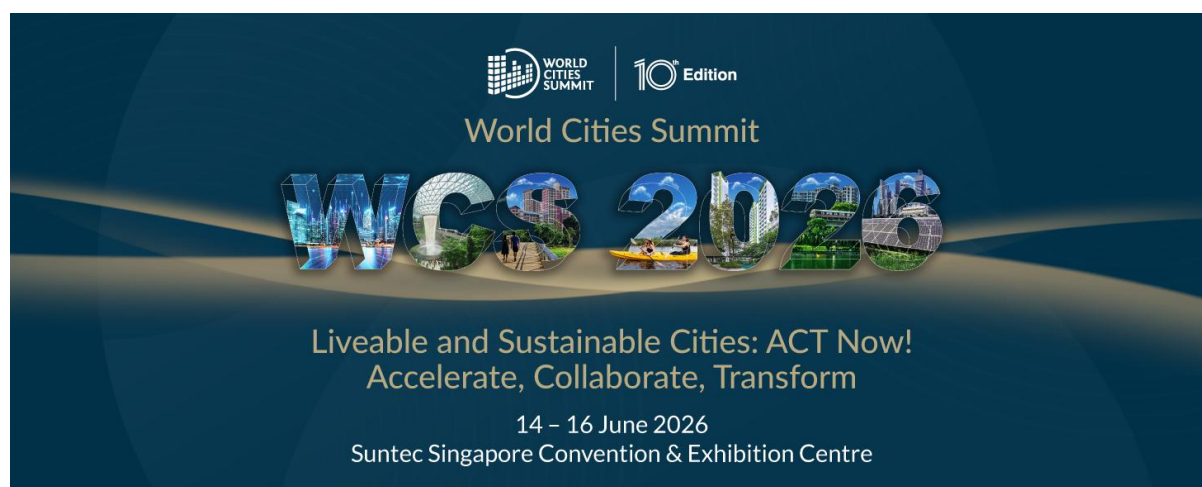 WORLD
CITIES
SUMMIT
10th Edition
World Cities Summit
WCS 2026
Liveable and Sustainable Cities: ACT Now!
Accelerate, Collaborate, Transform
14 – 16 June 2026
Suntec Singapore Convention & Exhibition Centre